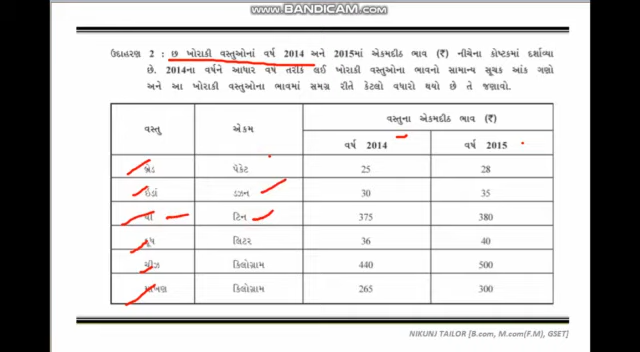 WWW.BANDICAM.COM
ઉદાહરણ 2 : છ ખોરાકી વસ્તુઓનાં વર્ષ 2014 અને 2015માં એકમદીઠ ભાવ (₹) નીચેના કોષ્ટકમાં દર્શાવ્યા
છે. 2014ના વર્ષને આધાર વર્ષ તરીકે લઈ ખોરાકી વસ્તુઓના ભાવનો સામાન્ય સૂચક આંક ગણો
અને આ ખોરાકી વસ્તુઓના ભાવમાં સમગ્ર રીતે કેટલો વધારો થયો છે તે જણાવો.
વસ્તુ એકમ વસ્તુના એકમદીઠ ભાવ (₹)
વર્ષ 2014 વર્ષ 2015
બ્રેડ પેકેટ 25 28
ઈંડાં ડઝન 30 35
ઘી ટિન 375 380
દૂધ લિટર 36 40
ચીઝ કિલોગ્રામ 440 500
માખણ કિલોગ્રામ 265 300
NIKUNJ TAILOR [B.com, M.com(F.M), GSET]